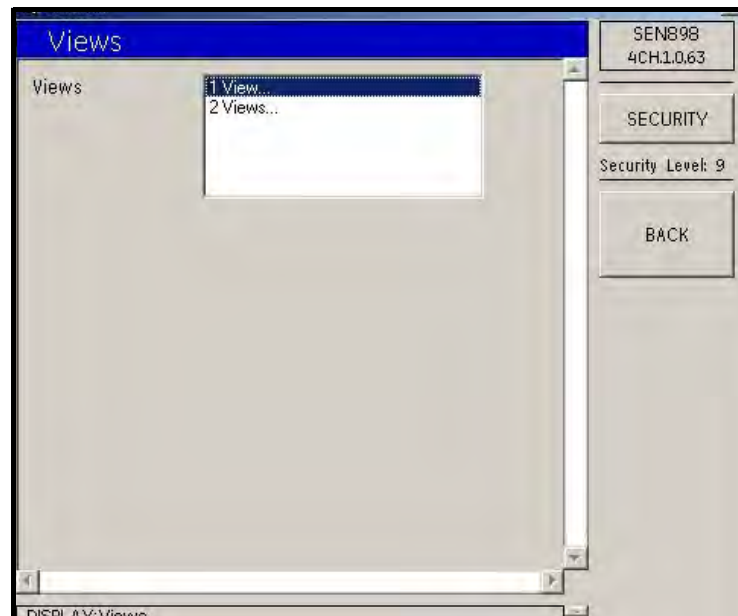 Views
Views
1 View...
2 Views...
SEN898
4CH.1.0.63
SECURITY
Security Level: 9
BACK
DISPLAY:Views